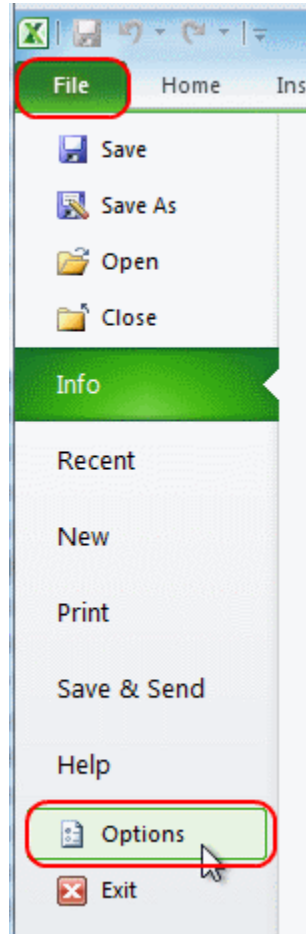 File Home Ins
Save
Save As
Open
Close
Info
Recent
New
Print
Save & Send
Help
Options
Exit